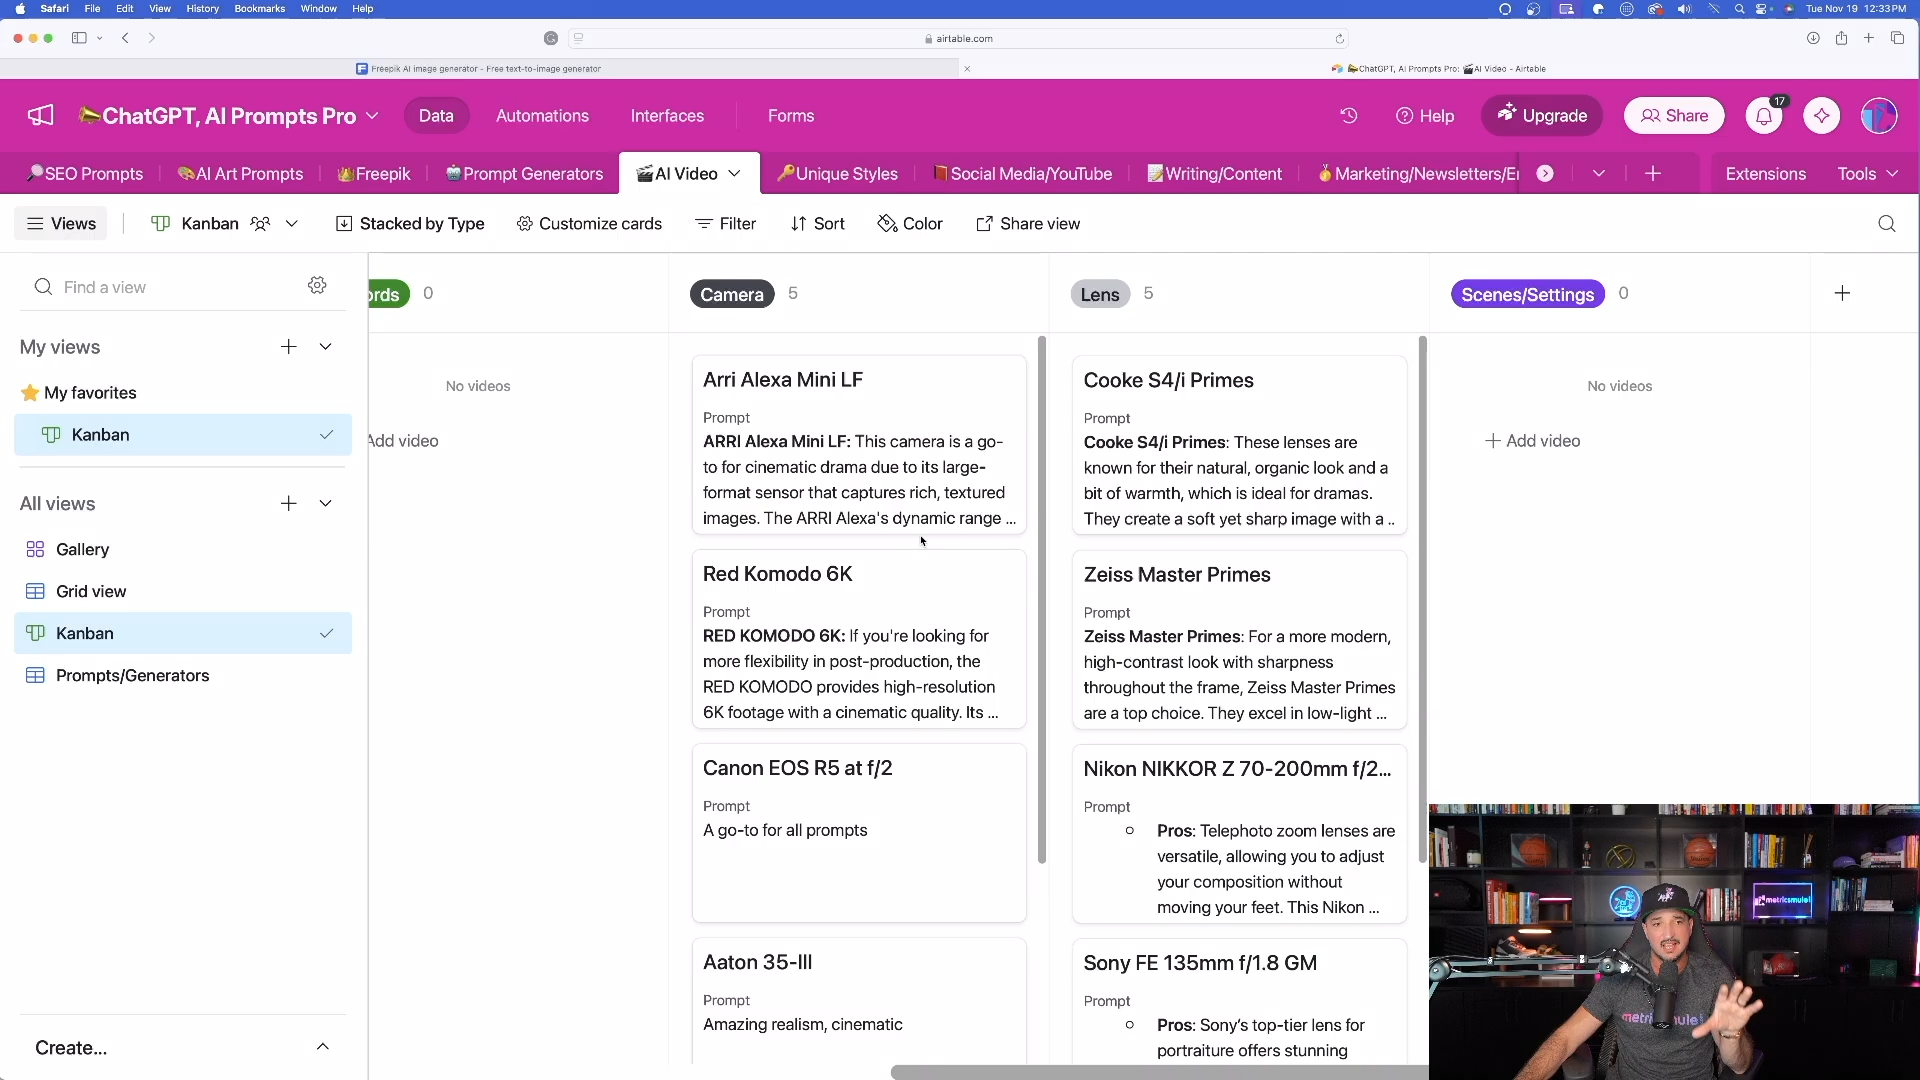 Safari File Edit View History Bookmarks Window Help
Tue Nov 19 12:33 PM
airtable.com
Freepik AI image generator - Free text-to-image generator
ChatGPT, AI Prompts Pro: AI Video - Airtable
ChatGPT, AI Prompts Pro
Data
Automations
Interfaces
Forms
Help
Upgrade
Share
17
SEO Prompts
AI Art Prompts
Freepik
Prompt Generators
AI Video
Unique Styles
Social Media/YouTube
Writing/Content
Marketing/Newsletters/E
Extensions
Tools
Views
Kanban
Stacked by Type
Customize cards
Filter
Sort
Color
Share view
Find a view
My views
My favorites
Kanban
All views
Gallery
Grid view
Kanban
Prompts/Generators
Create...
ords 0
No videos
Add video
Camera 5
Arri Alexa Mini LF
Prompt
ARRI Alexa Mini LF: This camera is a go-
to for cinematic drama due to its large-
format sensor that captures rich, textured
images. The ARRI Alexa's dynamic range ...
Red Komodo 6K
Prompt
RED KOMODO 6K: If you're looking for
more flexibility in post-production, the
RED KOMODO provides high-resolution
6K footage with a cinematic quality. Its ...
Canon EOS R5 at f/2
Prompt
A go-to for all prompts
Aaton 35-III
Prompt
Amazing realism, cinematic
Lens 5
Cooke S4/i Primes
Prompt
Cooke S4/i Primes: These lenses are
known for their natural, organic look and a
bit of warmth, which is ideal for dramas.
They create a soft yet sharp image with a ..
Zeiss Master Primes
Prompt
Zeiss Master Primes: For a more modern,
high-contrast look with sharpness
throughout the frame, Zeiss Master Primes
are a top choice. They excel in low-light ...
Nikon NIKKOR Z 70-200mm f/2...
Prompt
Pros: Telephoto zoom lenses are
versatile, allowing you to adjust
your composition without
moving your feet. This Nikon ...
Sony FE 135mm f/1.8 GM
Prompt
Pros: Sony's top-tier lens for
portraiture offers stunning
Scenes/Settings 0
No videos
Add video
metricsmule